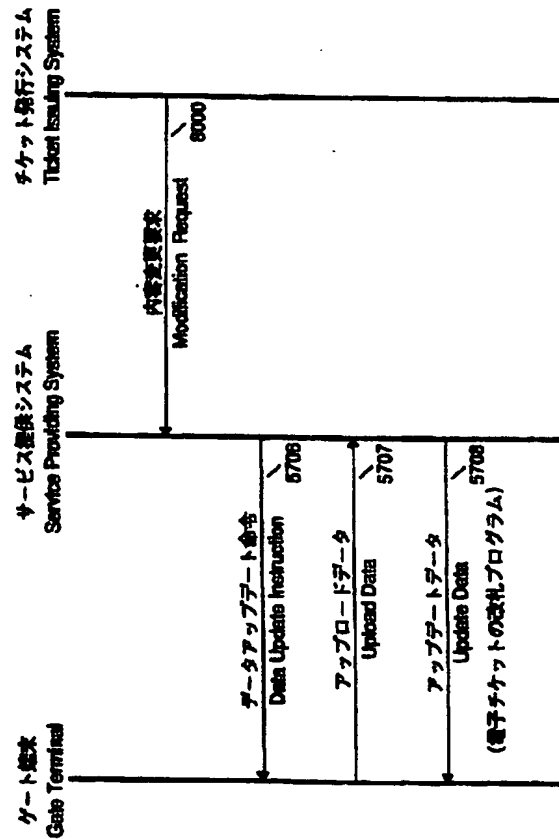 ゲート端末
Gate Terminal
サービス提供システム
Service Providing System
チケット発行システム
Ticket Issuing System
内容変更要求
Modification Request
6000
データアップデート命令
Data Update Instruction
5706
アップロードデータ
Upload Data
5707
アップデートデータ
Update Data
5708
(電子チケットの改札プログラム)